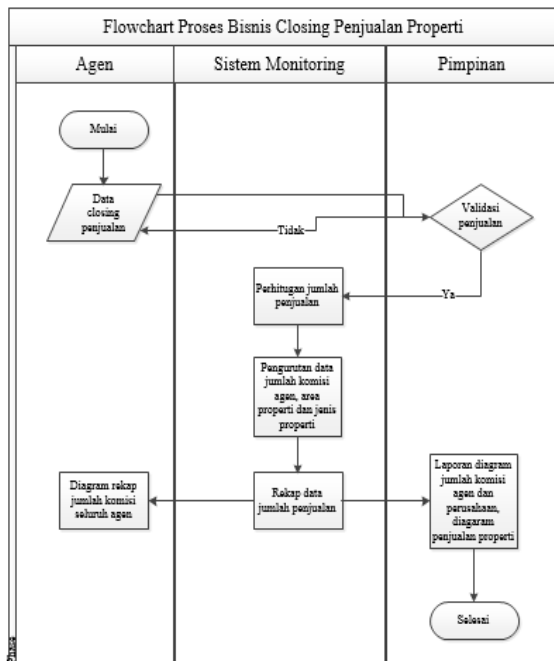 Flowchart Proses Bisnis Closing Penjualan Properti
Agen
Sistem Monitoring
Pimpinan
Mulai
Data
closing
penjualan
Validasi
penjualan
Tidak
Ya
Perhitugan jumlah
penjualan
Pengurutan data
jumlah komisi
agen, area
properti dan jenis
properti
Diagram rekap
jumlah komisi
seluruh agen
Rekap data
jumlah penjualan
Laporan diagram
jumlah komisi
agen dan
perusahaan,
diagaram
penjualan properti
Selesai
Phase